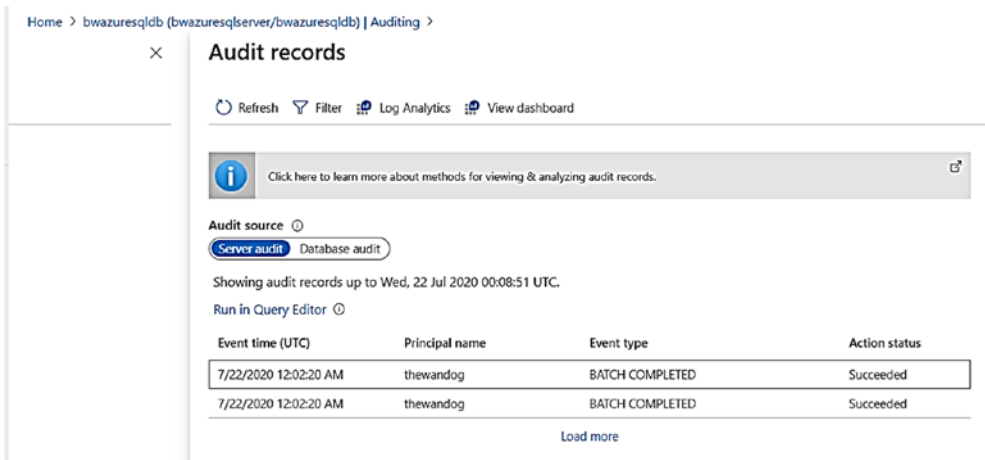 Home > bwazuresqldb (bwazuresqlserver/bwazuresqldb) | Auditing >
Audit records
Refresh Filter Log Analytics View dashboard
Click here to learn more about methods for viewing & analyzing audit records.
Audit source
Server audit Database audit
Showing audit records up to Wed, 22 Jul 2020 00:08:51 UTC.
Run in Query Editor
Event time (UTC) Principal name Event type Action status
7/22/2020 12:02:20 AM thewandog BATCH COMPLETED Succeeded
7/22/2020 12:02:20 AM thewandog BATCH COMPLETED Succeeded
Load more